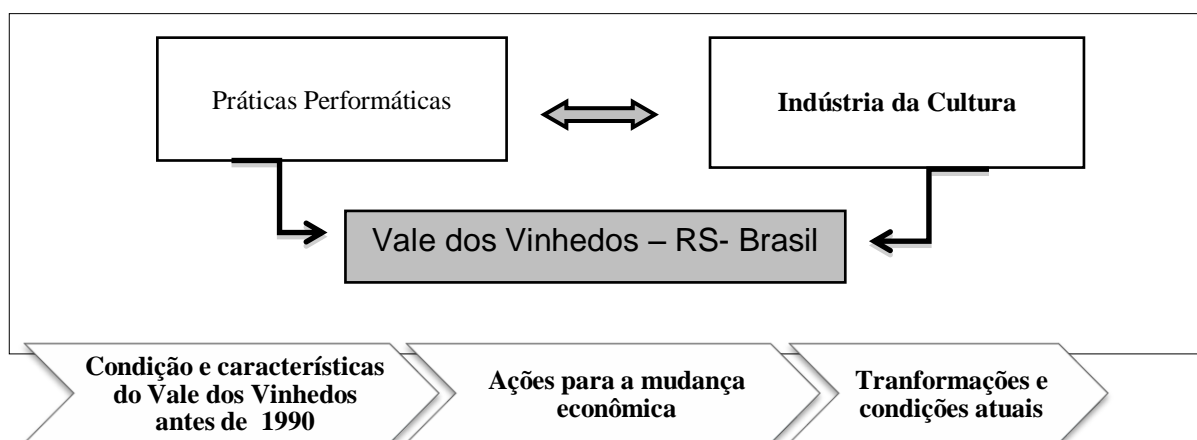 Práticas Performáticas
Indústria da Cultura
Vale dos Vinhedos – RS- Brasil
Condição e características
do Vale dos Vinhedos
antes de 1990
Ações para a mudança
econômica
Tranformações e
condições atuais